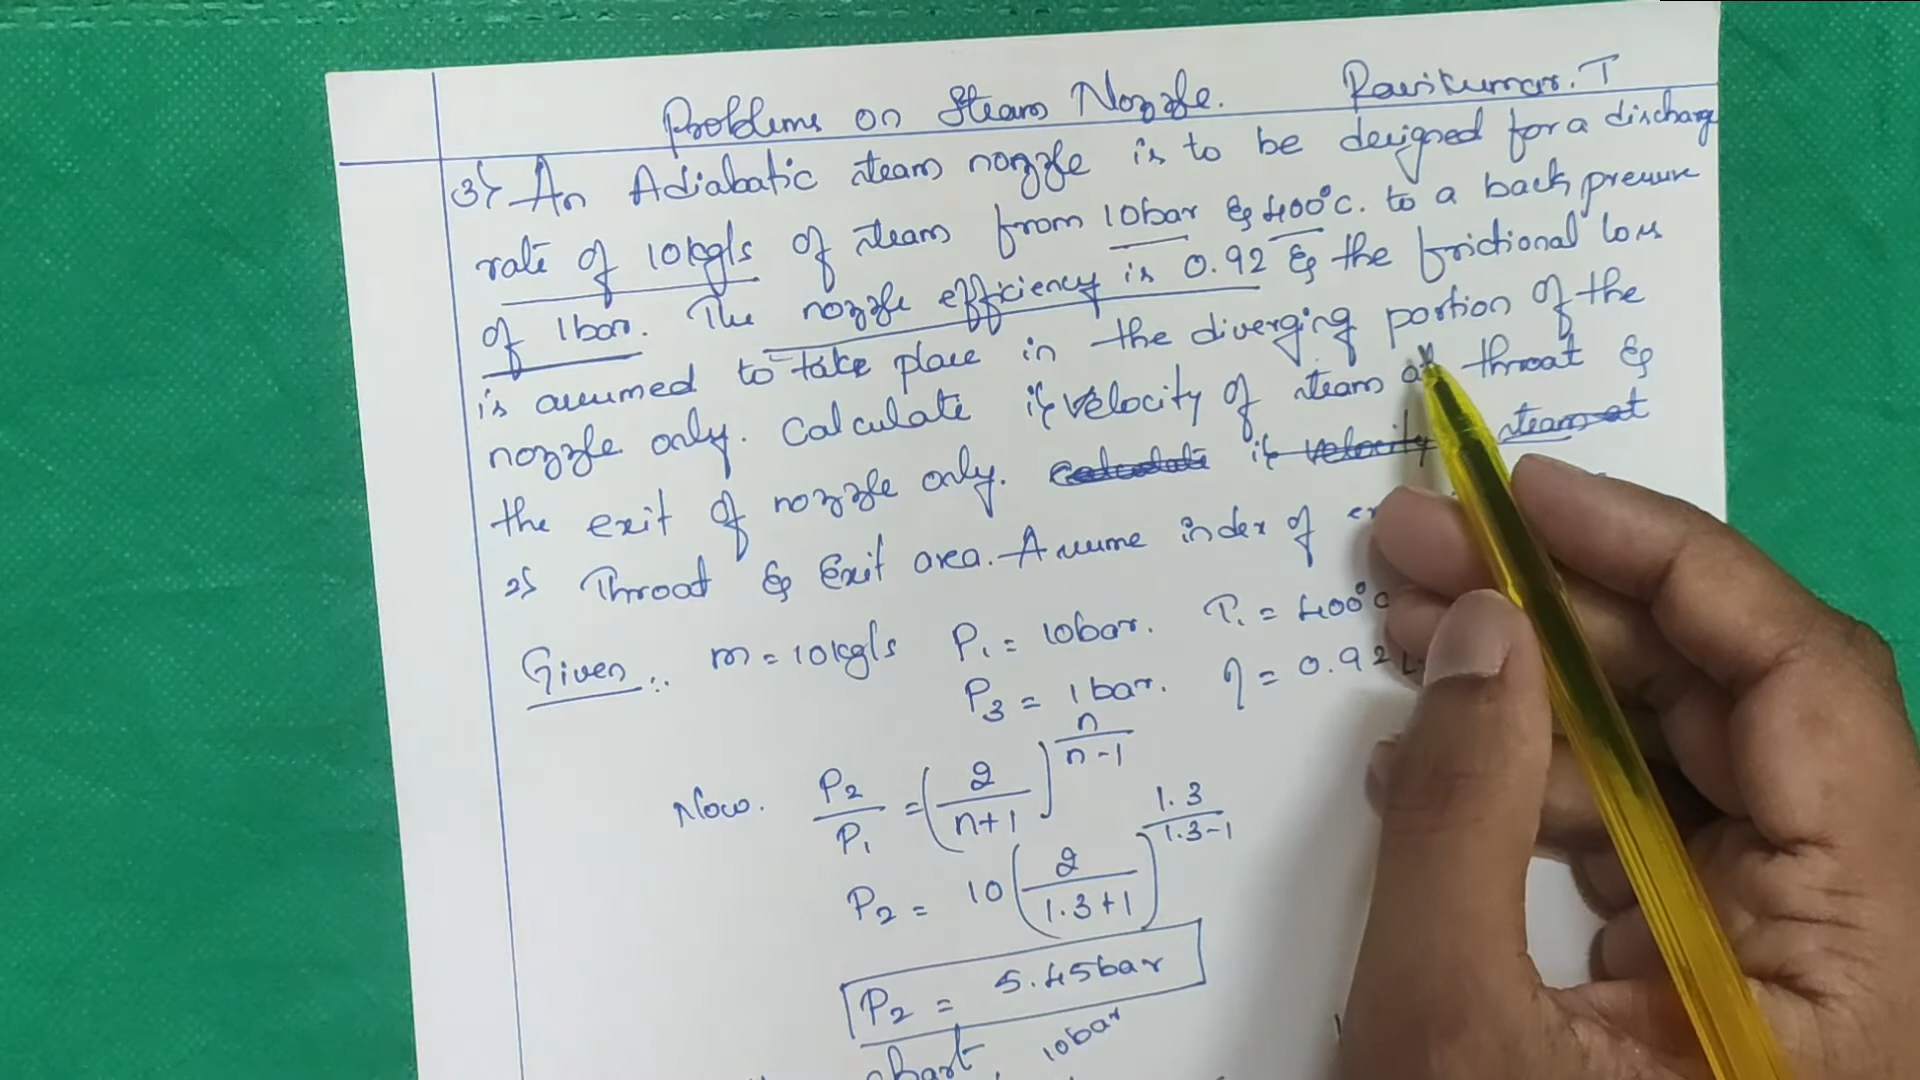 Problems on Steam Nozzle. Ravikumar. T
3) An Adiabatic steam nozzle is to be designed for a discharge
rate of 10kg/s of steam from 10bar & 400°C. to a back pressure
of 1bar. The nozzle efficiency is 0.92 & the frictional loss
is assumed to take place in the diverging portion of the
nozzle only. Calculate i) velocity of steam at throat &
the exit of nozzle only. Calculate i) velocity steam at
2) Throat & Exit area. Assume index of
Given :. m = 10kg/s P₁ = 10bar. T₁ = 400°C
P₃ = 1bar. η = 0.92
Now. P₂/P₁ = (2/(n+1))^(n/(n-1))
P₂ = 10 (2/(1.3+1))^(1.3/(1.3-1))
P₂ = 5.45bar
chart 10bar